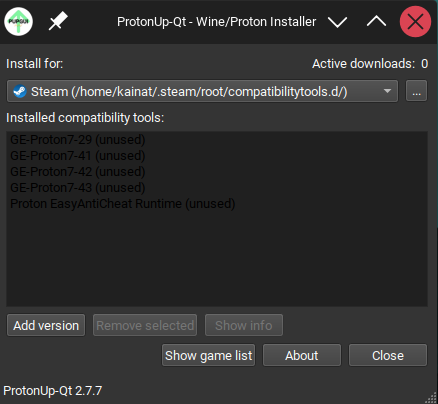 PUPGUI
ProtonUp-Qt - Wine/Proton Installer
Install for:
Active downloads: 0
Steam (/home/kainat/.steam/root/compatibilitytools.d/)
...
Installed compatibility tools:
GE-Proton7-29 (unused)
GE-Proton7-41 (unused)
GE-Proton7-42 (unused)
GE-Proton7-43 (unused)
Proton EasyAntiCheat Runtime (unused)
Add version
Remove selected
Show info
Show game list
About
Close
ProtonUp-Qt 2.7.7